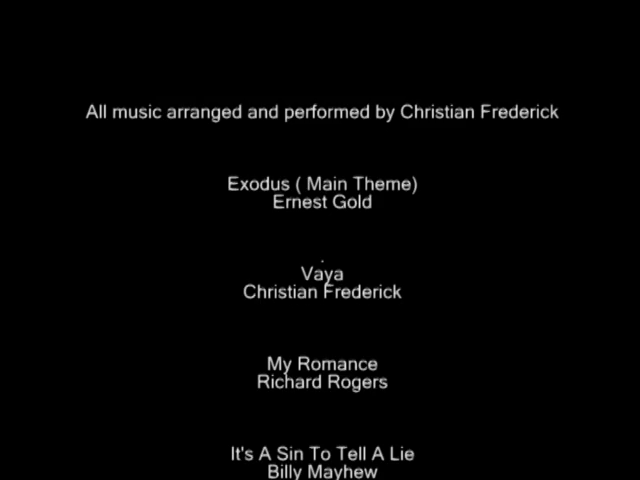 All music arranged and performed by Christian Frederick
Exodus ( Main Theme)
Ernest Gold
.
Vaya
Christian Frederick
My Romance
Richard Rogers
It's A Sin To Tell A Lie
Billy Mayhew